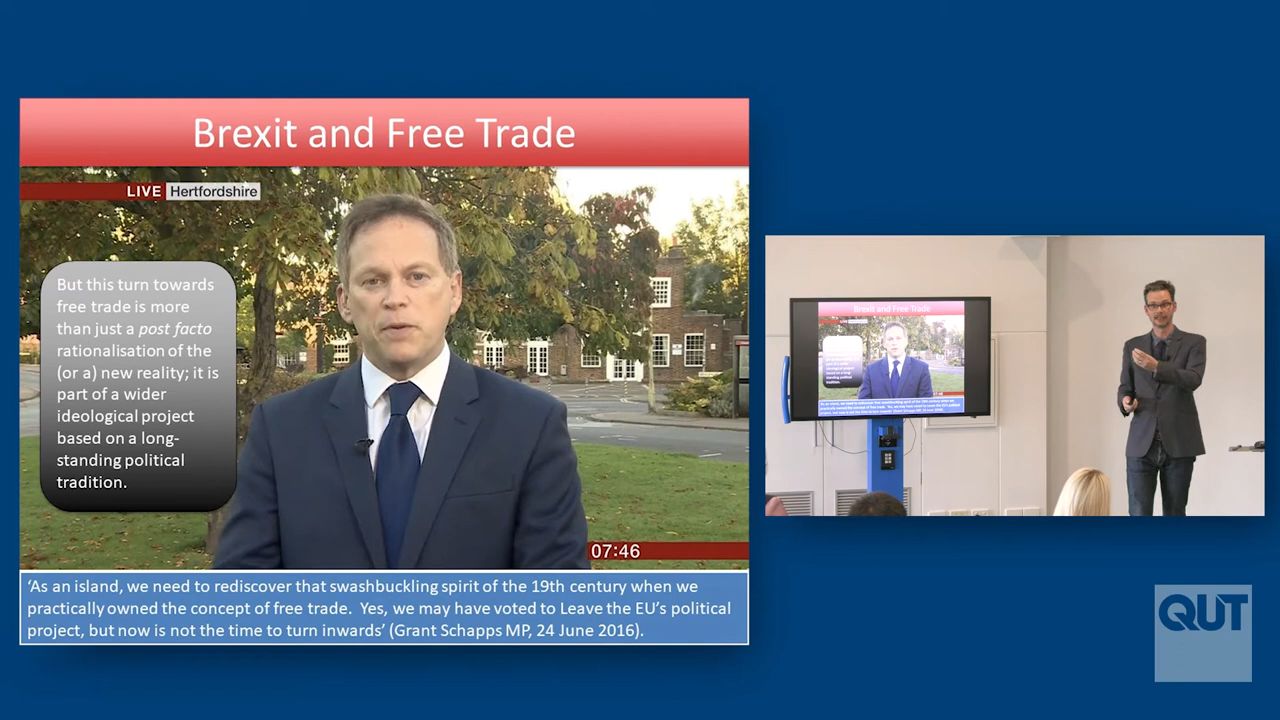 Brexit and Free Trade
LIVE Hertfordshire
But this turn towards
free trade is more
than just a post facto
rationalisation of the
(or a) new reality; it is
part of a wider
ideological project
based on a long-
standing political
tradition.
07:46
‘As an island, we need to rediscover that swashbuckling spirit of the 19th century when we
practically owned the concept of free trade.  Yes, we may have voted to Leave the EU’s political
project, but now is not the time to turn inwards’ (Grant Schapps MP, 24 June 2016).
Brexit and Free Trade
QUT